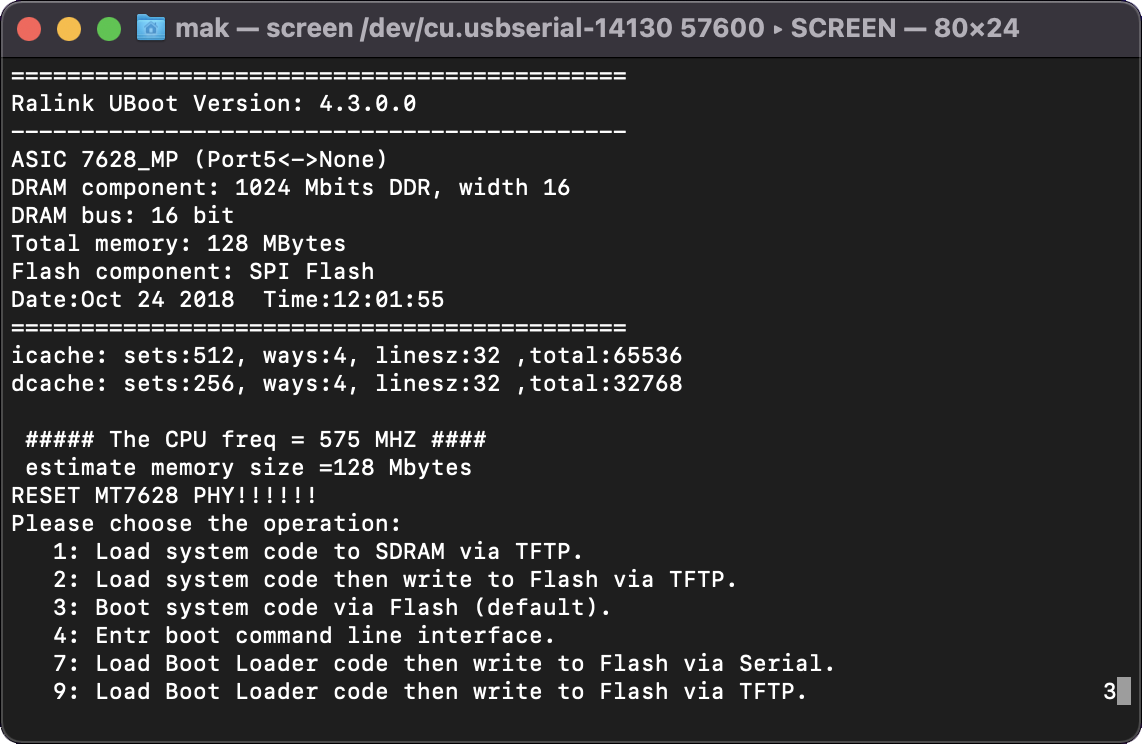 mak — screen /dev/cu.usbserial-14130 57600 ▸ SCREEN — 80×24
============================================
Ralink UBoot Version: 4.3.0.0
--------------------------------------------
ASIC 7628_MP (Port5<->None)
DRAM component: 1024 Mbits DDR, width 16
DRAM bus: 16 bit
Total memory: 128 MBytes
Flash component: SPI Flash
Date:Oct 24 2018  Time:12:01:55
============================================
icache: sets:512, ways:4, linesz:32 ,total:65536
dcache: sets:256, ways:4, linesz:32 ,total:32768

 ##### The CPU freq = 575 MHZ ####
 estimate memory size =128 Mbytes
RESET MT7628 PHY!!!!!!
Please choose the operation:
   1: Load system code to SDRAM via TFTP.
   2: Load system code then write to Flash via TFTP.
   3: Boot system code via Flash (default).
   4: Entr boot command line interface.
   7: Load Boot Loader code then write to Flash via Serial.
   9: Load Boot Loader code then write to Flash via TFTP.                     3